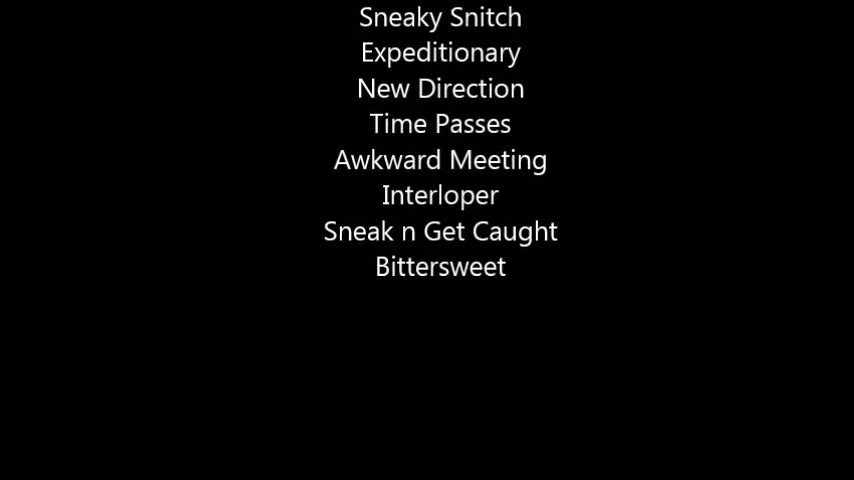 Sneaky Snitch
Expeditionary
New Direction
Time Passes
Awkward Meeting
Interloper
Sneak n Get Caught
Bittersweet